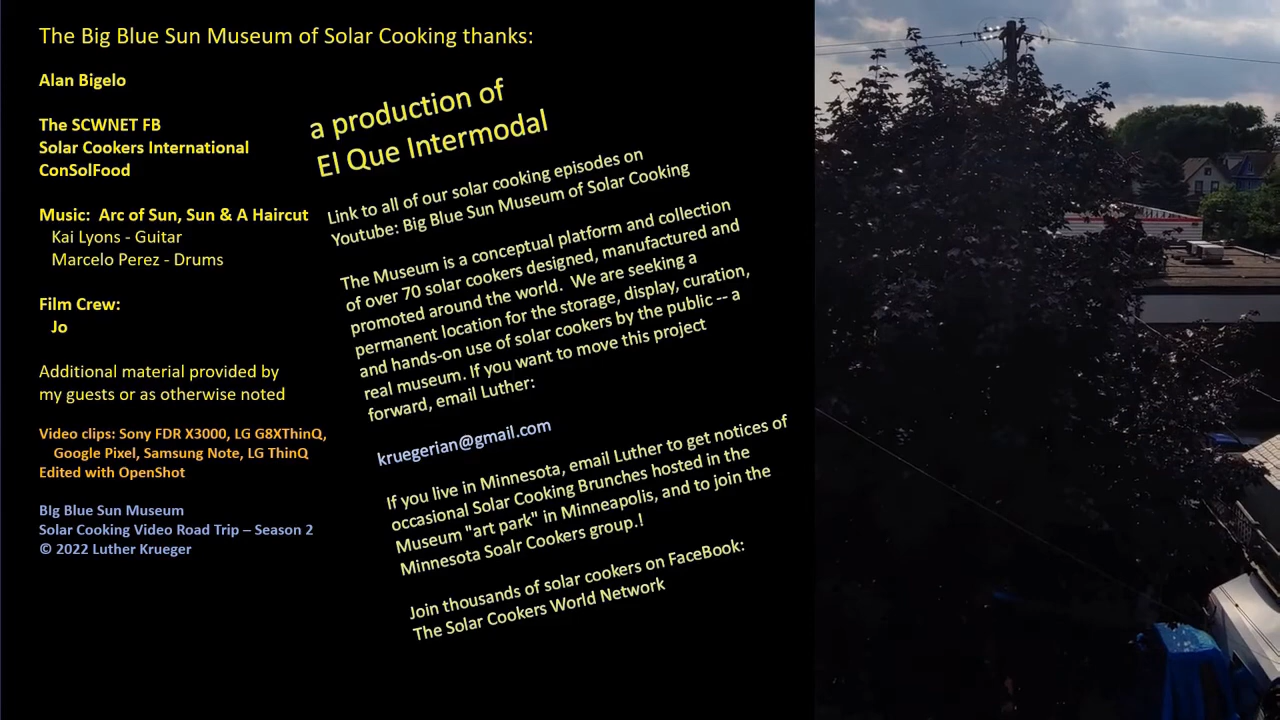 The Big Blue Sun Museum of Solar Cooking thanks:
Alan Bigelo
The SCWNET FB
Solar Cookers International
ConSolFood
Music: Arc of Sun, Sun & A Haircut
Kai Lyons - Guitar
Marcelo Perez - Drums
Film Crew:
Jo
Additional material provided by
my guests or as otherwise noted
Video clips: Sony FDR X3000, LG G8XThinQ,
Google Pixel, Samsung Note, LG ThinQ
Edited with OpenShot
BIg Blue Sun Museum
Solar Cooking Video Road Trip – Season 2
© 2022 Luther Krueger
a production of
El Que Intermodal
Link to all of our solar cooking episodes on
Youtube: Big Blue Sun Museum of Solar Cooking
The Museum is a conceptual platform and collection
of over 70 solar cookers designed, manufactured and
promoted around the world. We are seeking a
permanent location for the storage, display, curation,
and hands-on use of solar cookers by the public -- a
real museum. If you want to move this project
forward, email Luther:
kruegerian@gmail.com
If you live in Minnesota, email Luther to get notices of
occasional Solar Cooking Brunches hosted in the
Museum "art park" in Minneapolis, and to join the
Minnesota Soalr Cookers group.!
Join thousands of solar cookers on FaceBook:
The Solar Cookers World Network